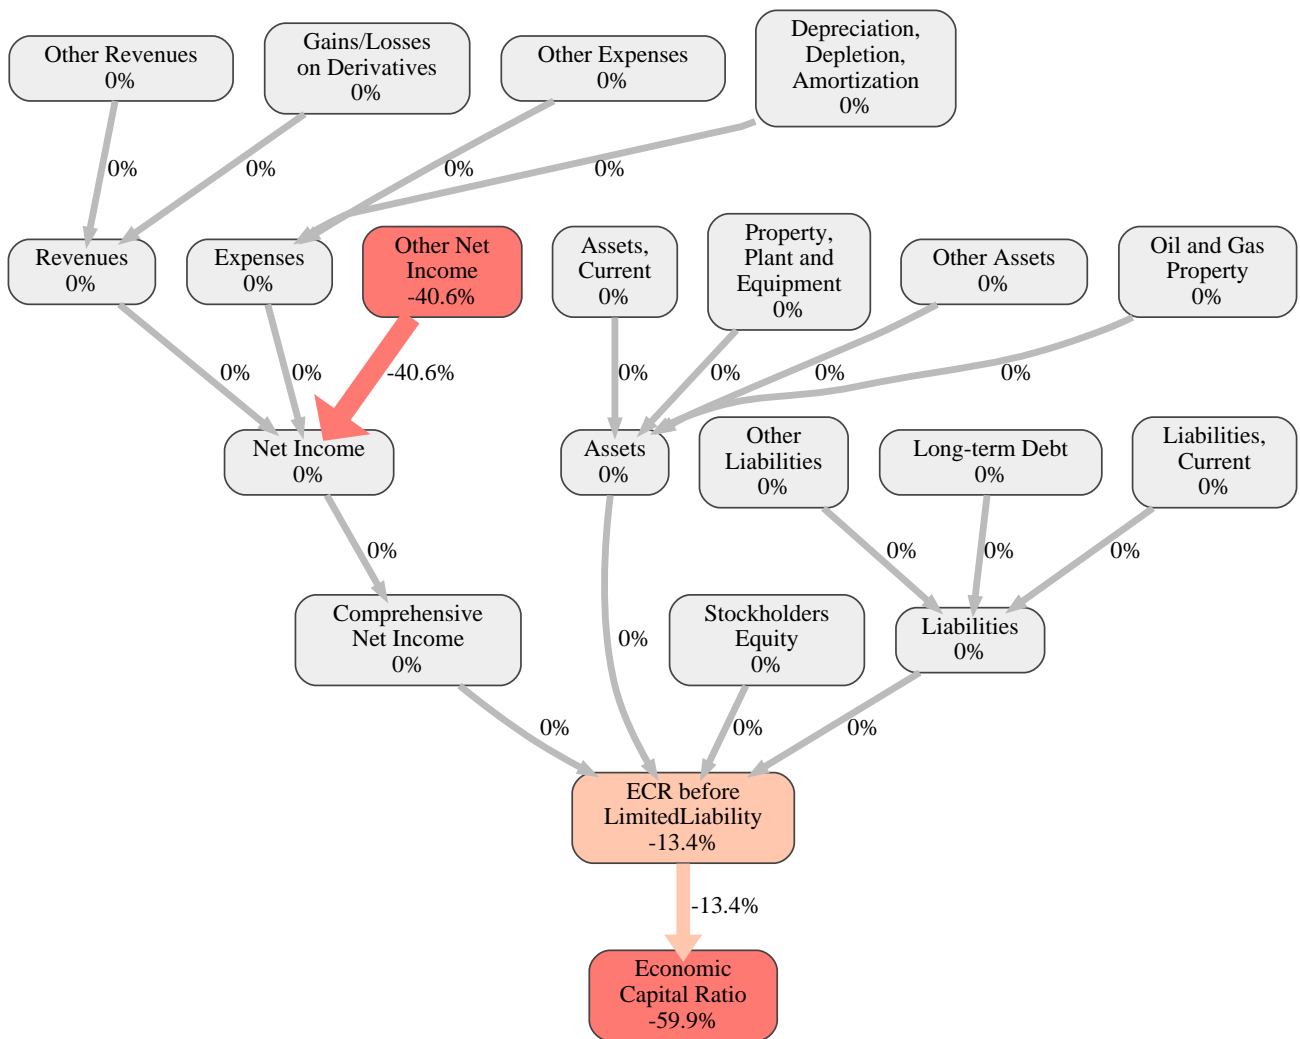 Other Revenues
0%
Gains/Losses
on Derivatives
0%
Other Expenses
0%
Depreciation,
Depletion,
Amortization
0%
0%
0%
0%
0%
Revenues
0%
Expenses
0%
Other Net
Income
-40.6%
Assets,
Current
0%
Property,
Plant and
Equipment
0%
Other Assets
0%
Oil and Gas
Property
0%
0%
0%
-40.6%
0%
0%
0%
0%
Net Income
0%
Assets
0%
Other
Liabilities
0%
Long-term Debt
0%
Liabilities,
Current
0%
0%
0%
0%
0%
Comprehensive
Net Income
0%
0%
Stockholders
Equity
0%
Liabilities
0%
0%
0%
0%
ECR before
LimitedLiability
-13.4%
-13.4%
Economic
Capital Ratio
-59.9%